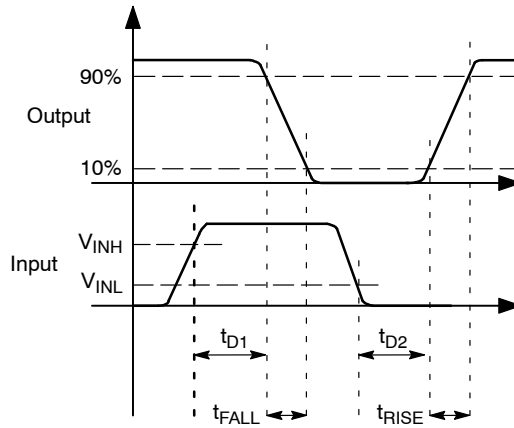 90%
Output
10%
V_INH
Input
V_INL
t_D1 t_D2
t_FALL t_RISE